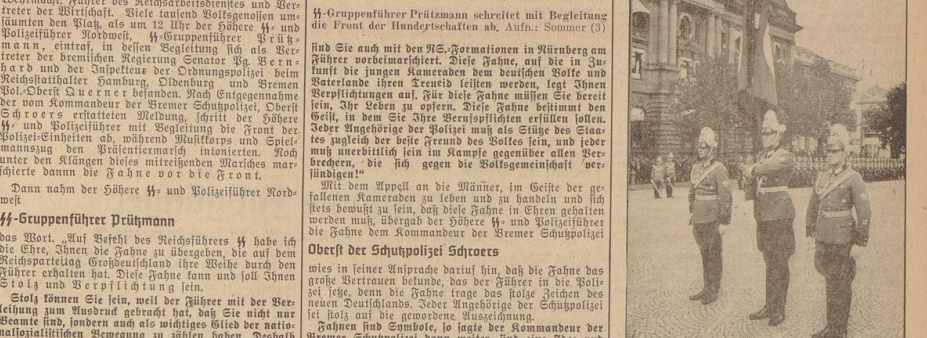 Wehrmacht, Führer des Reichsarbeitsdienstes und Ver-
treter der Wirtschaft. Viele tausend Volksgenossen um-
säumten den Platz, als um 12 Uhr der Höhere ᛋᛋ- und
Polizeiführer Nordwest, ᛋᛋ-Gruppenführer Prütz-
mann, eintraf, in dessen Begleitung sich als Ver-
treter der bremischen Regierung Senator Pg. Bern-
hard und der Inspekteur der Ordnungspolizei beim
Reichsstatthalter in Hamburg, Oldenburg und Bremen
Pol.-Oberst Querner befanden. Nach Entgegennahme
der vom Kommandeur der Bremer Schutzpolizei, Oberst
Schroers erstatteten Meldung, schritt der Höhere
ᛋᛋ- und Polizeiführer mit Begleitung die Front der
Polizei-Einheiten ab, während Musikkorps und Spiel-
mannszug den Präsentiermarsch intonierten. Noch
unter den Klängen dieses mitreißenden Marsches mar-
schierte dann die Fahne vor die Front.
Dann nahm der Höhere ᛋᛋ- und Polizeiführer Nord-
west
ᛋᛋ-Gruppenführer Prützmann
das Wort. „Auf Befehl des Reichsführers ᛋᛋ habe ich
die Ehre, Ihnen die Fahne zu übergeben, die auf dem
Reichsparteitag Großdeutschland ihre Weihe durch den
Führer erhalten hat. Diese Fahne kann und soll Ihnen
Stolz und Verpflichtung sein.
Stolz können Sie sein, weil der Führer mit der Ver-
leihung zum Ausdruck gebracht hat, daß Sie nicht nur
Beamte sind, sondern auch als wichtiges Glied der natio-
nalsozialistischen Bewegung zu zählen haben. Deshalb
ᛋᛋ-Gruppenführer Prützmann schreitet mit Begleitung
die Front der Hundertschaften ab. Aufn.: Sommer (3)
sind Sie auch mit den NS.-Formationen in Nürnberg am
Führer vorbeimarschiert. Diese Fahne, auf die in Zu-
kunft die jungen Kameraden dem deutschen Volke und
Vaterlande ihren Treueid leisten werden, legt Ihnen
Verpflichtungen auf. Für diese Fahne müssen Sie bereit
sein, Ihr Leben zu opfern. Diese Fahne bestimmt den
Geist, in dem Sie Ihre Berufspflichten erfüllen sollen.
Jeder Angehörige der Polizei muß als Stütze des Staa-
tes zugleich der beste Freund des Volkes sein, und jeder
muß unerbittlich sein im Kampfe gegenüber allen Ver-
brechern, die sich gegen die Volksgemeinschaft ver-
sündigen!“
Mit dem Appell an die Männer, im Geiste der ge-
fallenen Kameraden zu leben und zu handeln und sich
stets bewußt zu sein, daß diese Fahne in Ehren gehalten
werden muß, übergab der Höhere ᛋᛋ- und Polizeiführer
die Fahne dem Kommandeur der Bremer Schutzpolizei
Oberst der Schutzpolizei Schroers
wies in seiner Ansprache darauf hin, daß die Fahne das
große Vertrauen bekunde, das der Führer in die Poli-
zei setze, denn die Fahne trage das stolze Zeichen des
neuen Deutschlands. Jeder Angehörige der Schutzpolizei
sei stolz auf die gewordene Auszeichnung.
Fahnen sind Symbole, so sagte der Kommandeur der